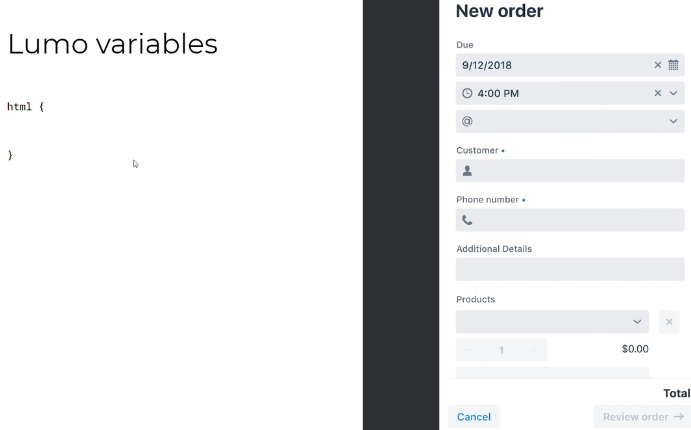 Lumo variables
html {
}
New order
Due
9/12/2018
4:00 PM
@
Customer •
Phone number •
Additional Details
Products
1
$0.00
Total
Cancel
Review order →